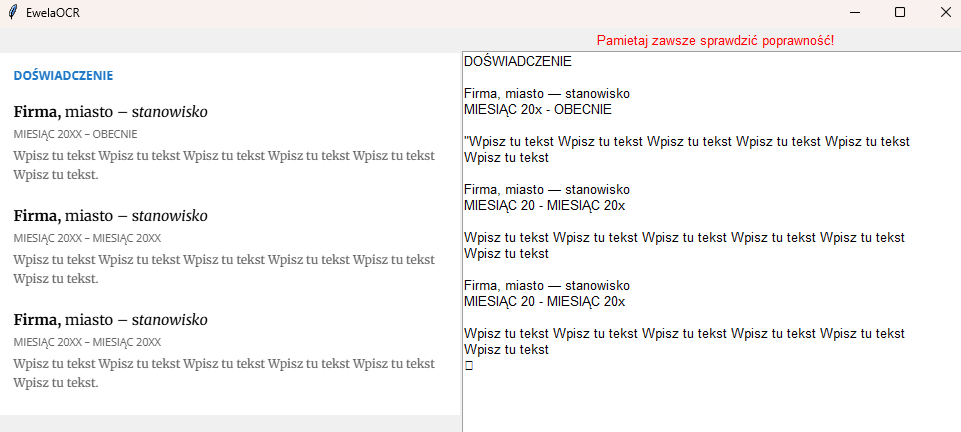 EwelaOCR
Pamietaj zawsze sprawdzić poprawność!
DOŚWIADCZENIE
Firma, miasto – stanowisko
MIESIĄC 20XX – OBECNIE
Wpisz tu tekst Wpisz tu tekst Wpisz tu tekst Wpisz tu tekst Wpisz tu tekst
Wpisz tu tekst.
Firma, miasto – stanowisko
MIESIĄC 20XX – MIESIĄC 20XX
Wpisz tu tekst Wpisz tu tekst Wpisz tu tekst Wpisz tu tekst Wpisz tu tekst
Wpisz tu tekst.
Firma, miasto – stanowisko
MIESIĄC 20XX – MIESIĄC 20XX
Wpisz tu tekst Wpisz tu tekst Wpisz tu tekst Wpisz tu tekst Wpisz tu tekst
Wpisz tu tekst.
DOŚWIADCZENIE
Firma, miasto — stanowisko
MIESIĄC 20x - OBECNIE
"Wpisz tu tekst Wpisz tu tekst Wpisz tu tekst Wpisz tu tekst Wpisz tu tekst
Wpisz tu tekst
Firma, miasto — stanowisko
MIESIĄC 20 - MIESIĄC 20x
Wpisz tu tekst Wpisz tu tekst Wpisz tu tekst Wpisz tu tekst Wpisz tu tekst
Wpisz tu tekst
Firma, miasto — stanowisko
MIESIĄC 20 - MIESIĄC 20x
Wpisz tu tekst Wpisz tu tekst Wpisz tu tekst Wpisz tu tekst Wpisz tu tekst
Wpisz tu tekst